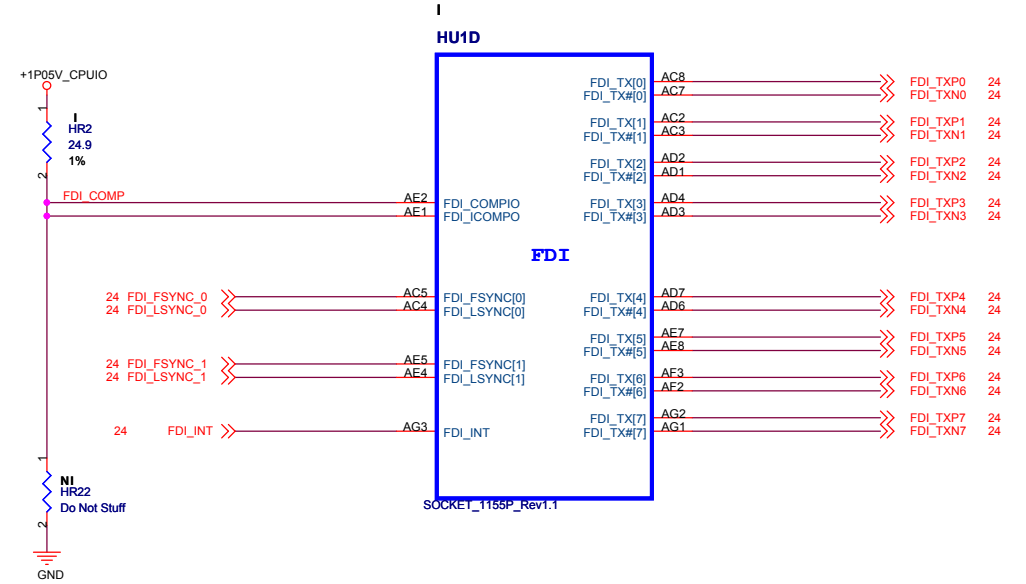 I
HU1D
+1P05V_CPUIO
1
I
HR2
24.9
1%
2
FDI_COMP
AE2 FDI_COMPIO
AE1 FDI_ICOMPO
24 FDI_FSYNC_0 AC5 FDI_FSYNC[0]
24 FDI_LSYNC_0 AC4 FDI_LSYNC[0]
24 FDI_FSYNC_1 AE5 FDI_FSYNC[1]
24 FDI_LSYNC_1 AE4 FDI_LSYNC[1]
24 FDI_INT AG3 FDI_INT
FDI
FDI_TX[0] AC8 FDI_TXP0 24
FDI_TX#[0] AC7 FDI_TXN0 24
FDI_TX[1] AC2 FDI_TXP1 24
FDI_TX#[1] AC3 FDI_TXN1 24
FDI_TX[2] AD2 FDI_TXP2 24
FDI_TX#[2] AD1 FDI_TXN2 24
FDI_TX[3] AD4 FDI_TXP3 24
FDI_TX#[3] AD3 FDI_TXN3 24
FDI_TX[4] AD7 FDI_TXP4 24
FDI_TX#[4] AD6 FDI_TXN4 24
FDI_TX[5] AE7 FDI_TXP5 24
FDI_TX#[5] AE8 FDI_TXN5 24
FDI_TX[6] AF3 FDI_TXP6 24
FDI_TX#[6] AF2 FDI_TXN6 24
FDI_TX[7] AG2 FDI_TXP7 24
FDI_TX#[7] AG1 FDI_TXN7 24
SOCKET_1155P_Rev1.1
1
NI
HR22
Do Not Stuff
2
GND